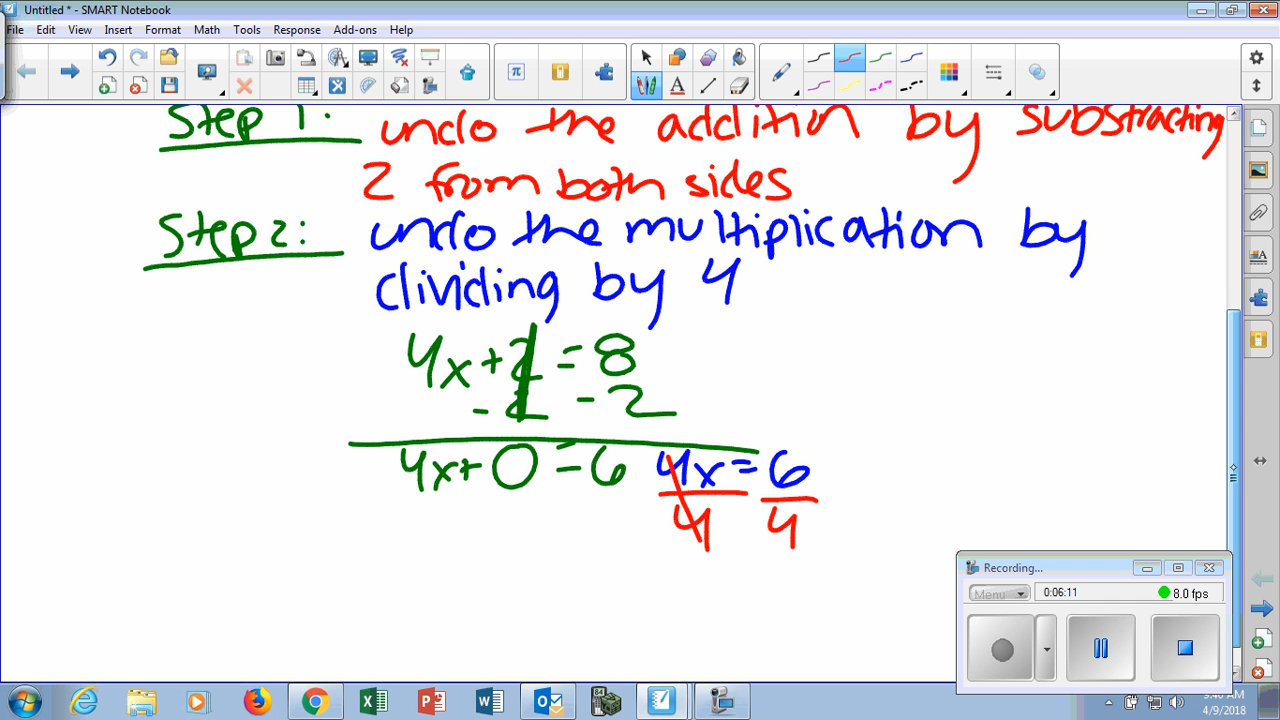 Untitled * - SMART Notebook
File Edit View Insert Format Math Tools Response Add-ons Help
Step 1: undo the addition by substracting
2 from both sides
Step 2: undo the multiplication by
dividing by 4
4x+2=8
-2 -2
4x+0=6 4x=6
4 4
Recording...
Menu 0:06:11 8.0 fps
9:40 AM
4/9/2018